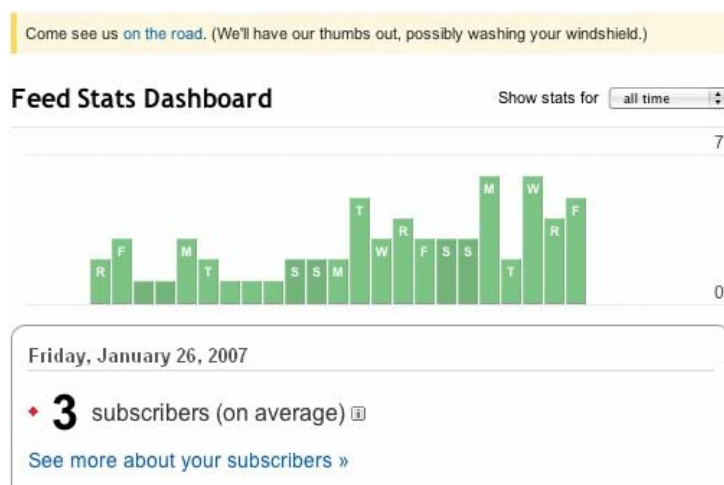 Come see us on the road. (We'll have our thumbs out, possibly washing your windshield.)
Feed Stats Dashboard
Show stats for all time
7
R F M T S S M T W R F S S M T W R F
0
Friday, January 26, 2007
3 subscribers (on average) i
See more about your subscribers »